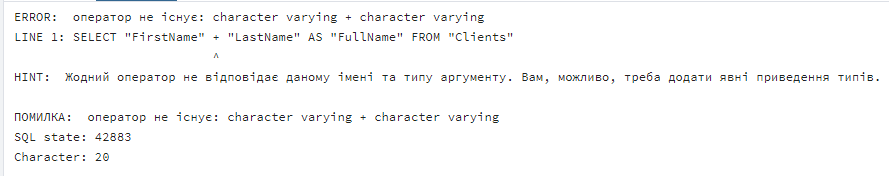 ERROR:  оператор не існує: character varying + character varying
LINE 1: SELECT "FirstName" + "LastName" AS "FullName" FROM "Clients"
^
HINT:  Жодний оператор не відповідає даному імені та типу аргументу. Вам, можливо, треба додати явні приведення типів.
ПОМИЛКА:  оператор не існує: character varying + character varying
SQL state: 42883
Character: 20